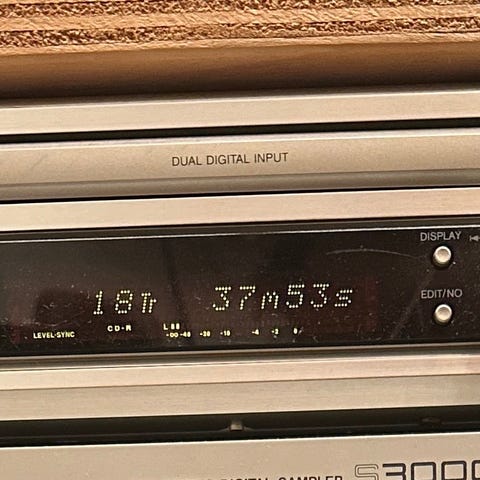 DUAL DIGITAL INPUT
DISPLAY
18Tr 37m53s
EDIT/NO
LEVEL-SYNC CD-R L
-∞ -40 -20 -10 -4 -2 0
DIGITAL SAMPLER S3000